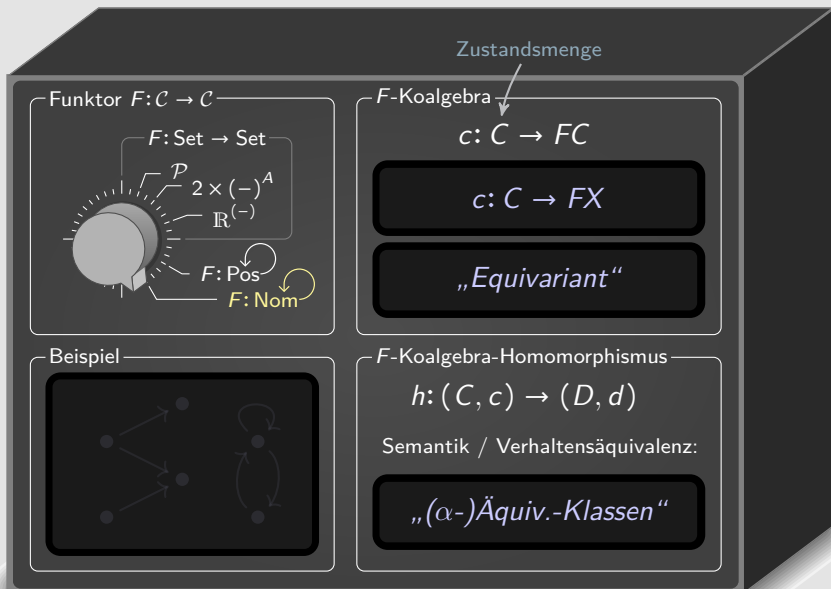 Zustandsmenge
Funktor F: 𝒞 → 𝒞
F: Set → Set
𝒫
2 × (−)^A
ℝ^(−)
F: Pos
F: Nom
F-Koalgebra
c: C → FC
c: C → FX
„Equivariant“
Beispiel
F-Koalgebra-Homomorphismus
h: (C, c) → (D, d)
Semantik / Verhaltensäquivalenz:
„(α-)Äquiv.-Klassen“